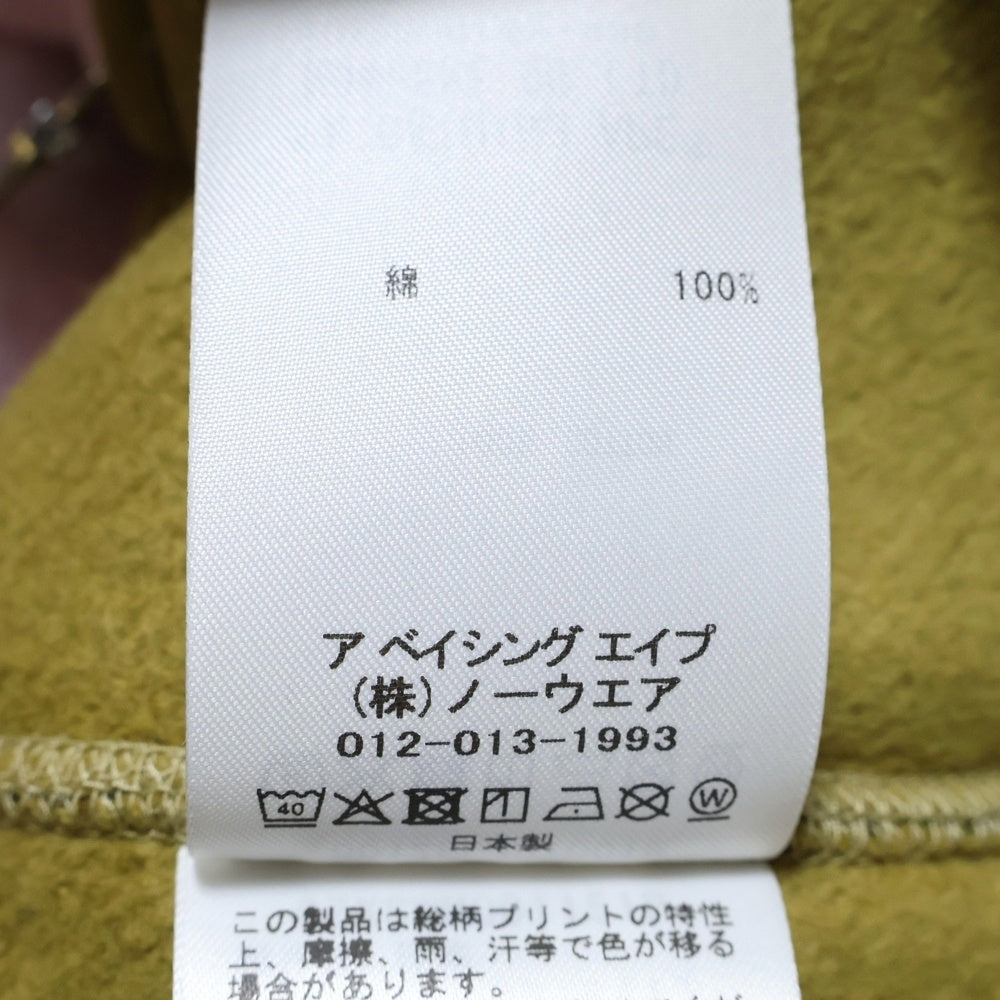 綿 100%
ア ベイシング エイプ
(株)ノーウエア
012-013-1993
40 W
日本製
この製品は総柄プリントの特性
上、摩擦、雨、汗等で色が移る
場合があります。